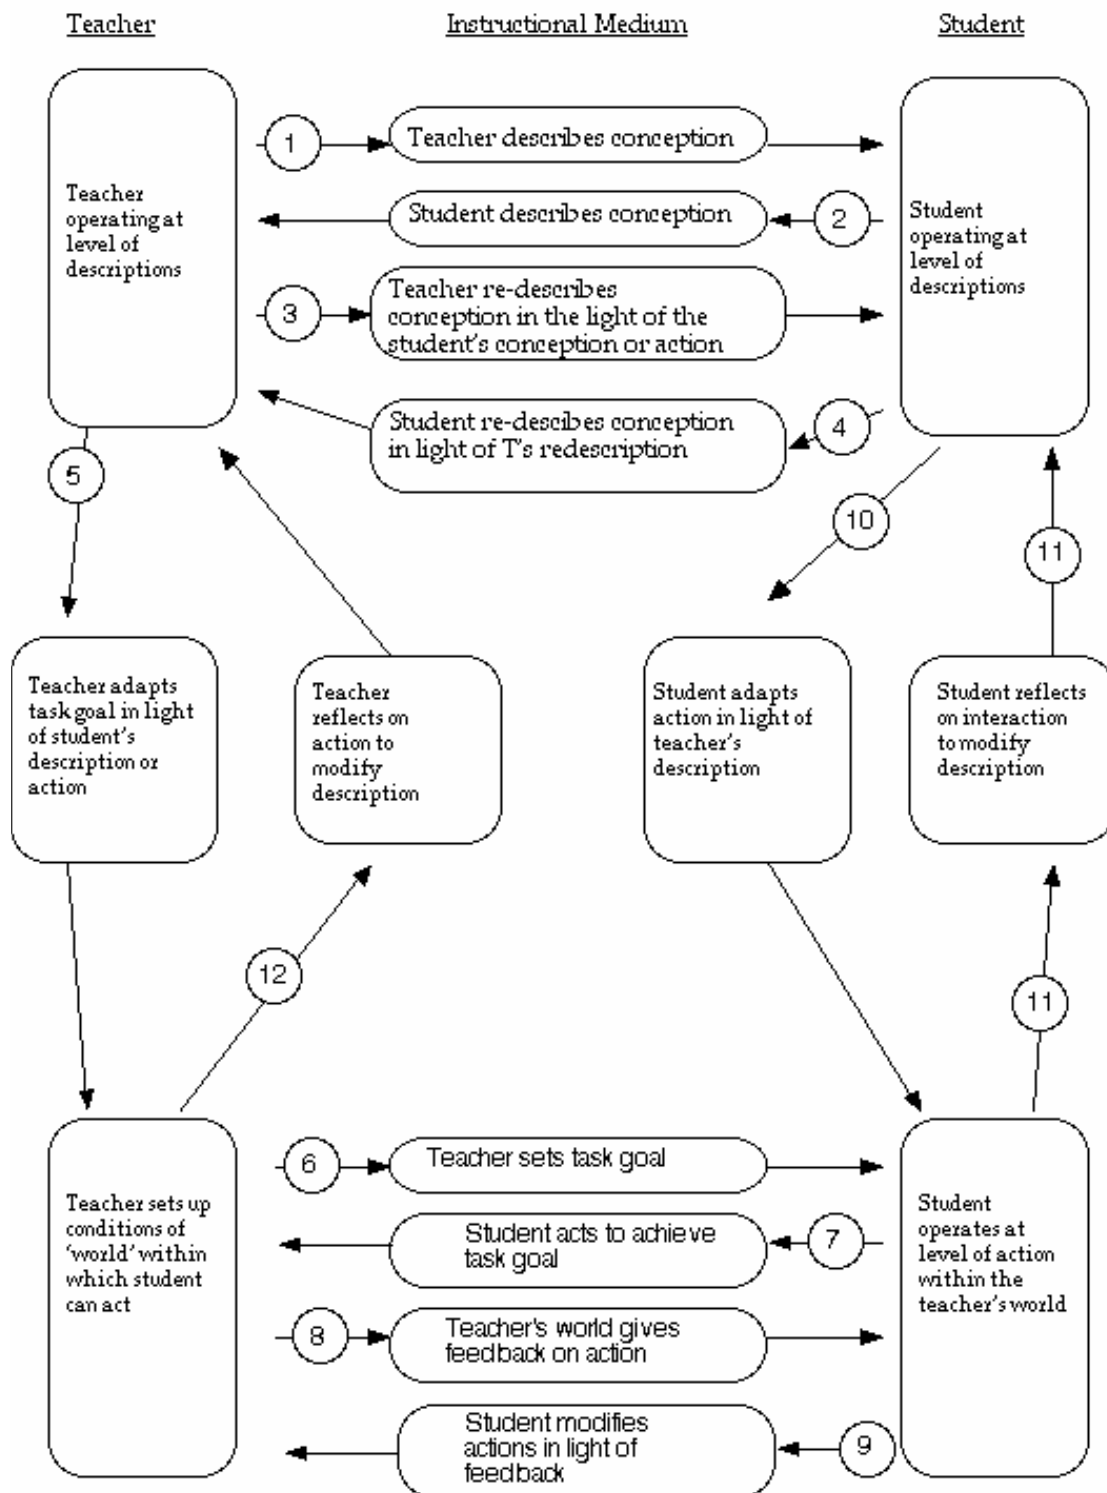 Teacher
Instructional Medium
Student
1
Teacher describes conception
Teacher
operating at
level of
descriptions
Student describes conception
2
Student
operating at
level of
descriptions
3
Teacher re-describes
conception in the light of the
student's conception or action
Student re-descibes conception
in light of T's redescription
4
5
10
11
Teacher adapts
task goal in light
of student's
description or
action
Teacher
reflects on
action to
modify
description
Student adapts
action in light of
teacher's
description
Student reflects
on interaction
to modify
description
12
11
6
Teacher sets task goal
Teacher sets up
conditions of
'world' within
which student
can act
Student acts to achieve
task goal
7
Student
operates at
level of action
within the
teacher's world
8
Teacher's world gives
feedback on action
Student modifies
actions in light of
feedback
9